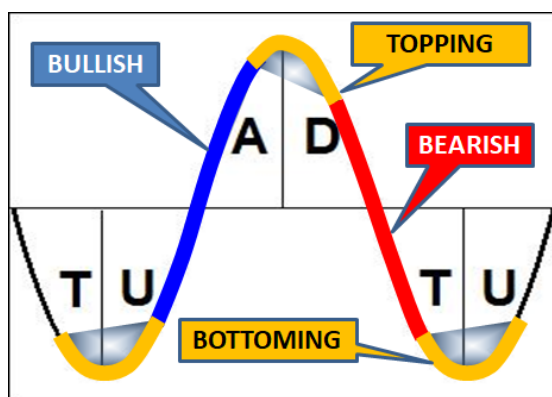 TOPPING
BULLISH
A D
BEARISH
T U
T U
BOTTOMING